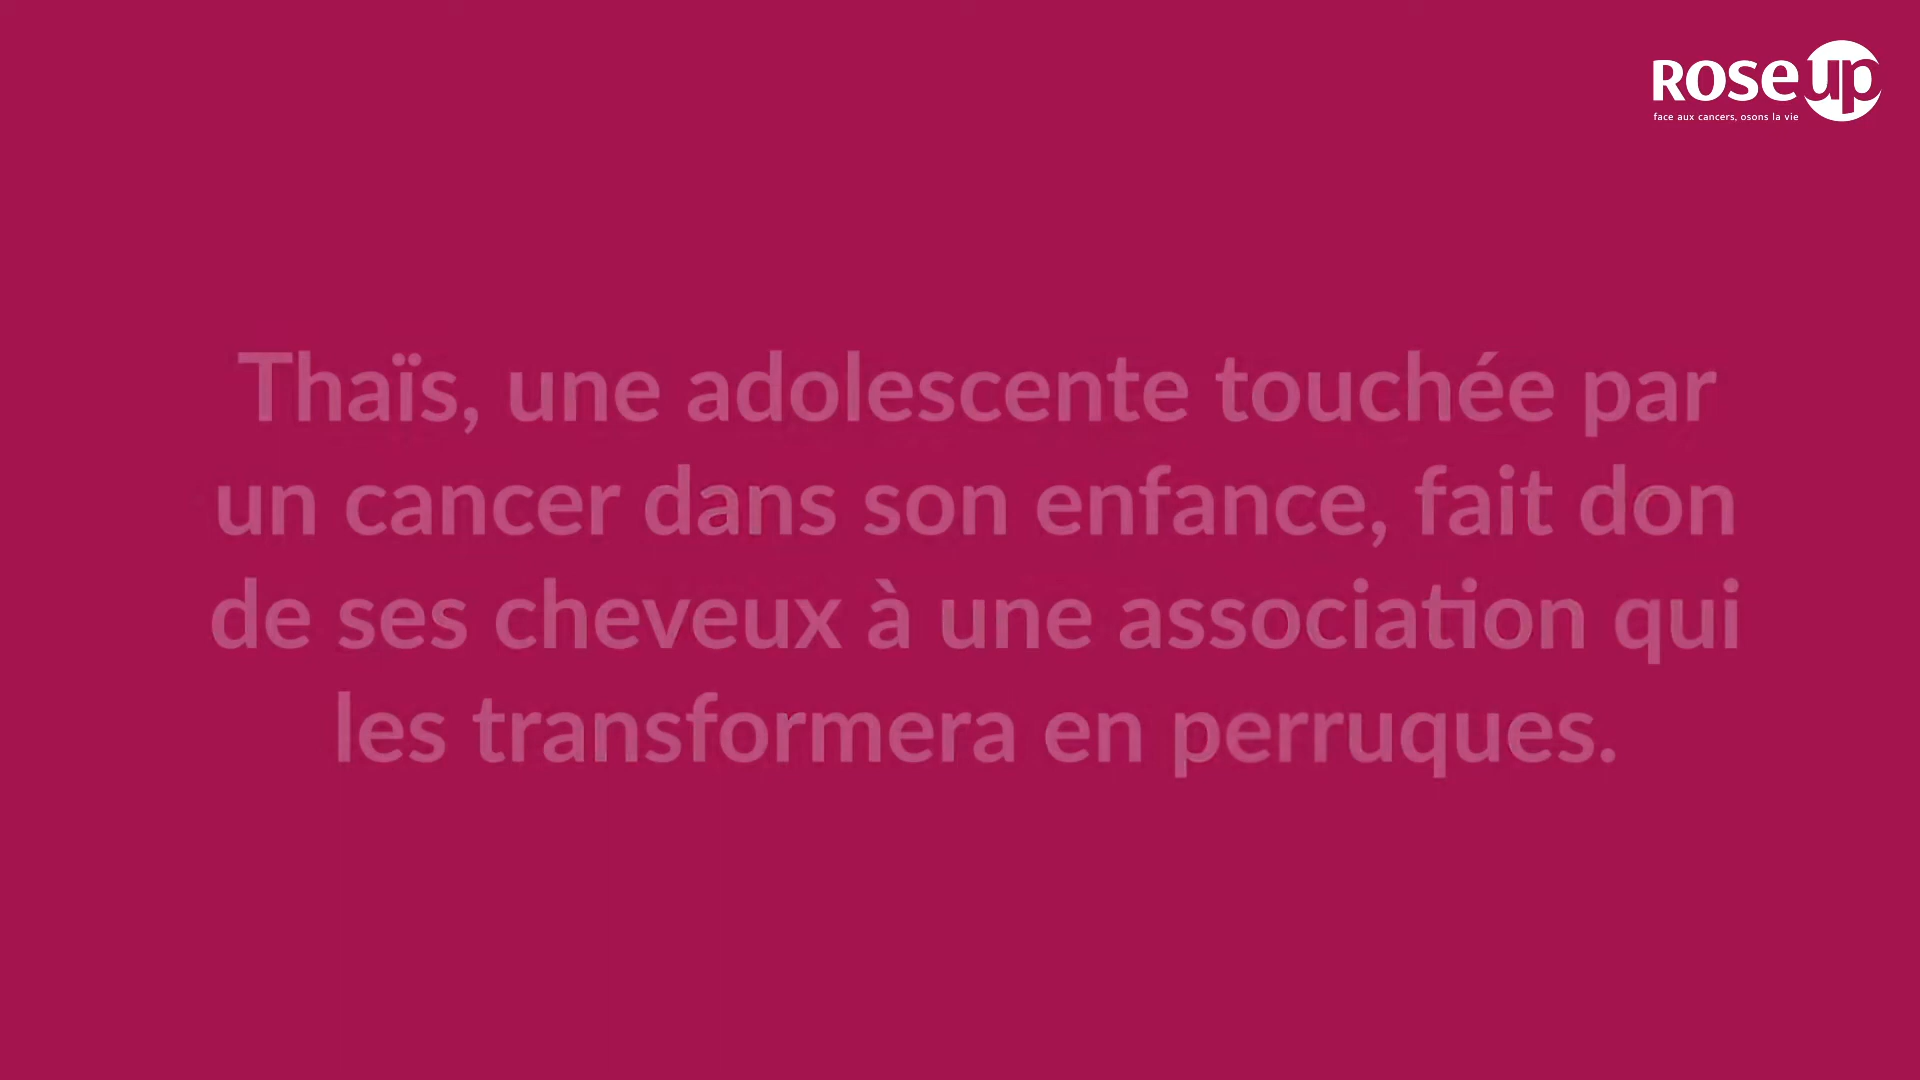 Rose up
face aux cancers, osons la vie
Thaïs, une adolescente touchée par
un cancer dans son enfance, fait don
de ses cheveux à une association qui
les transformera en perruques.